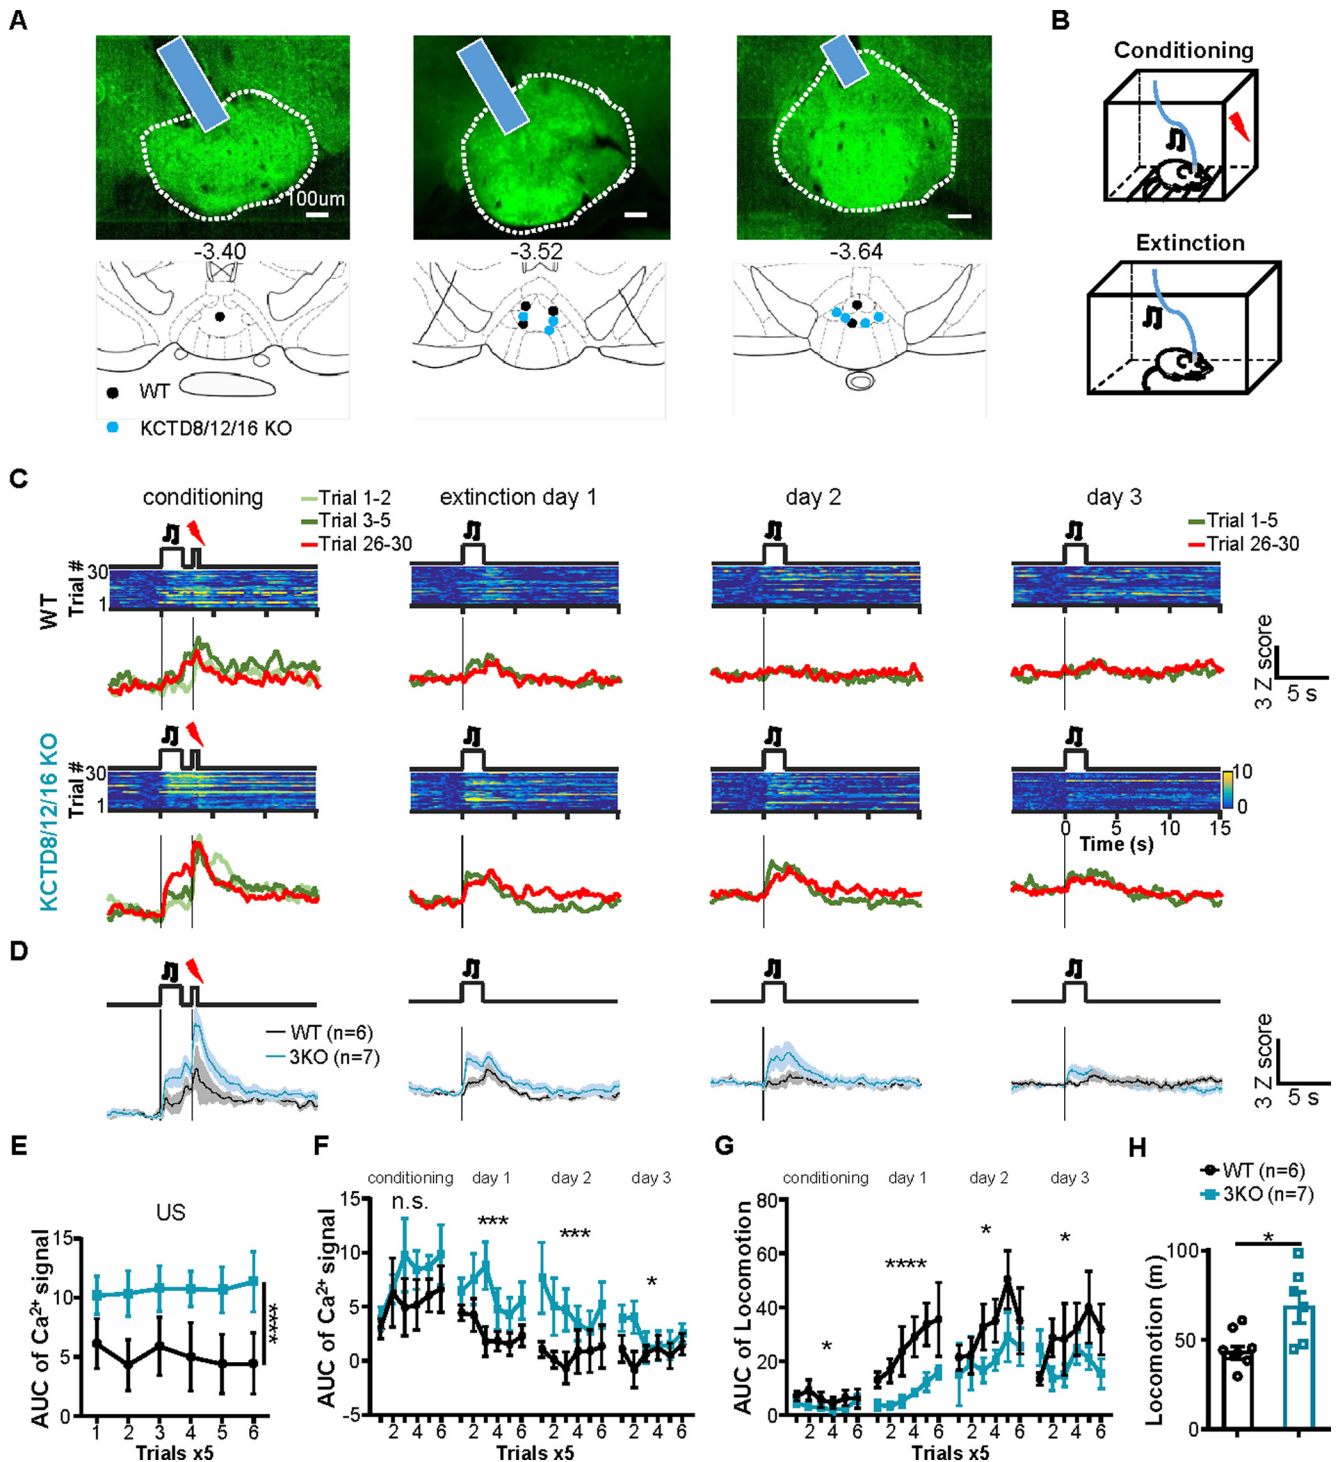 A
B
100um
-3.40
-3.52
-3.64
WT
KCTD8/12/16 KO
Conditioning
Extinction
C
conditioning
Trial 1-2
Trial 3-5
Trial 26-30
extinction day 1
day 2
day 3
Trial 1-5
Trial 26-30
WT
Trial #
30
1
3 Z score
5 s
KCTD8/12/16 KO
Trial #
30
1
10
0
0 5 10 15
Time (s)
D
WT (n=6)
3KO (n=7)
3 Z score
5 s
E
US
AUC of Ca²⁺ signal
15
10
5
0
****
1 2 3 4 5 6
Trials x5
F
conditioning day 1 day 2 day 3
n.s. *** *** *
AUC of Ca²⁺ signal
15
10
5
0
-5
2 4 6 2 4 6 2 4 6 2 4 6
Trials x5
G
conditioning day 1 day 2 day 3
* **** * *
AUC of Locomotion
80
60
40
20
0
2 4 6 2 4 6 2 4 6 2 4 6
Trials x5
H
WT (n=6)
3KO (n=7)
*
Locomotion (m)
100
50
0